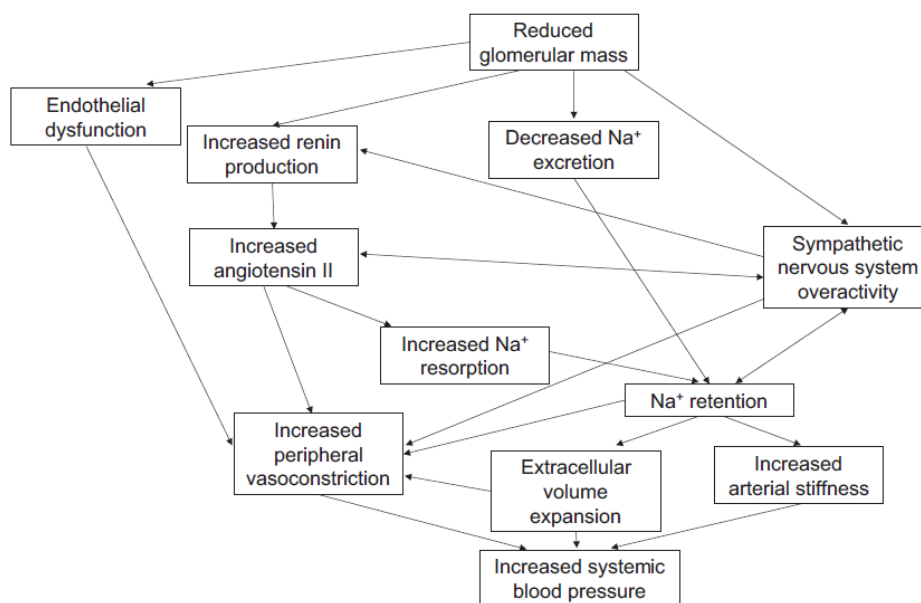 Reduced
glomerular mass
Endothelial
dysfunction
Increased renin
production
Decreased Na⁺
excretion
Increased
angiotensin II
Sympathetic
nervous system
overactivity
Increased Na⁺
resorption
Na⁺ retention
Increased
peripheral
vasoconstriction
Extracellular
volume
expansion
Increased
arterial stiffness
Increased systemic
blood pressure